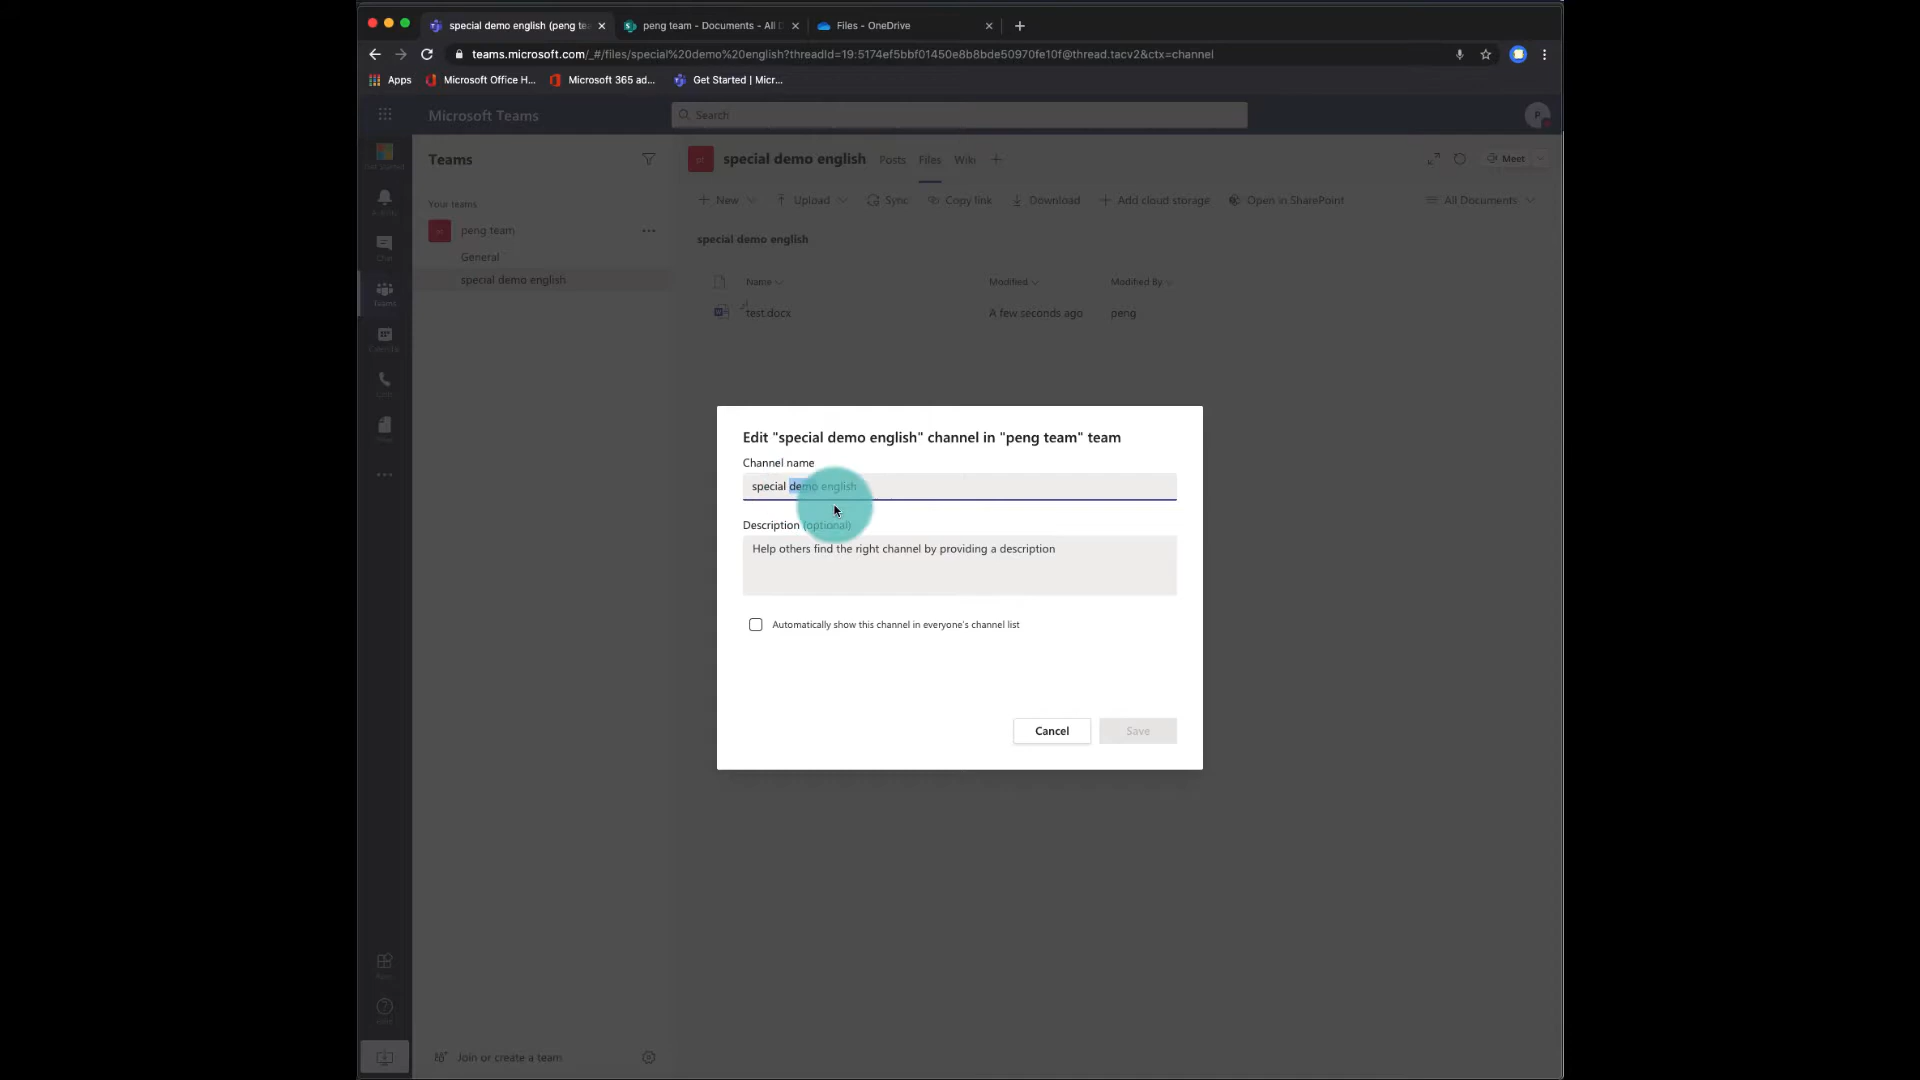 special demo english (peng te
peng team - Documents - All D
Files - OneDrive
teams.microsoft.com/_#/files/special%20demo%20english?threadId=19:5174ef5bbf01450e8b8bde50970fe10f@thread.tacv2&ctx=channel
Apps
Microsoft Office H...
Microsoft 365 ad...
Get Started | Micr...
Microsoft Teams
Search
P
Teams
Your teams
peng team
General
special demo english
Chat
Teams
special demo english
Posts
Files
Wiki
Meet
New
Upload
Sync
Copy link
Download
Add cloud storage
Open in SharePoint
All Documents
special demo english
Name
Modified
Modified By
test.docx
A few seconds ago
peng
Edit "special demo english" channel in "peng team" team
Channel name
special demo english
Description (optional)
Help others find the right channel by providing a description
Automatically show this channel in everyone's channel list
Cancel
Save
Join or create a team